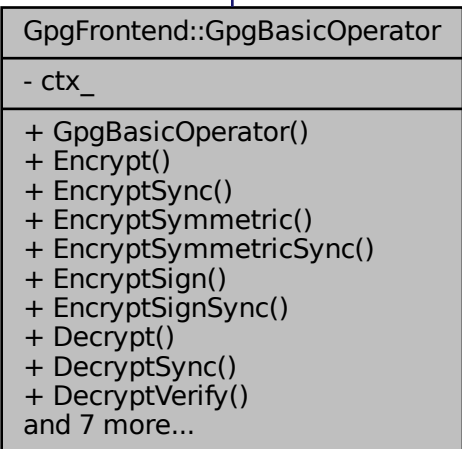 GpgFrontend::GpgBasicOperator
- ctx_
+ GpgBasicOperator()
+ Encrypt()
+ EncryptSync()
+ EncryptSymmetric()
+ EncryptSymmetricSync()
+ EncryptSign()
+ EncryptSignSync()
+ Decrypt()
+ DecryptSync()
+ DecryptVerify()
and 7 more...